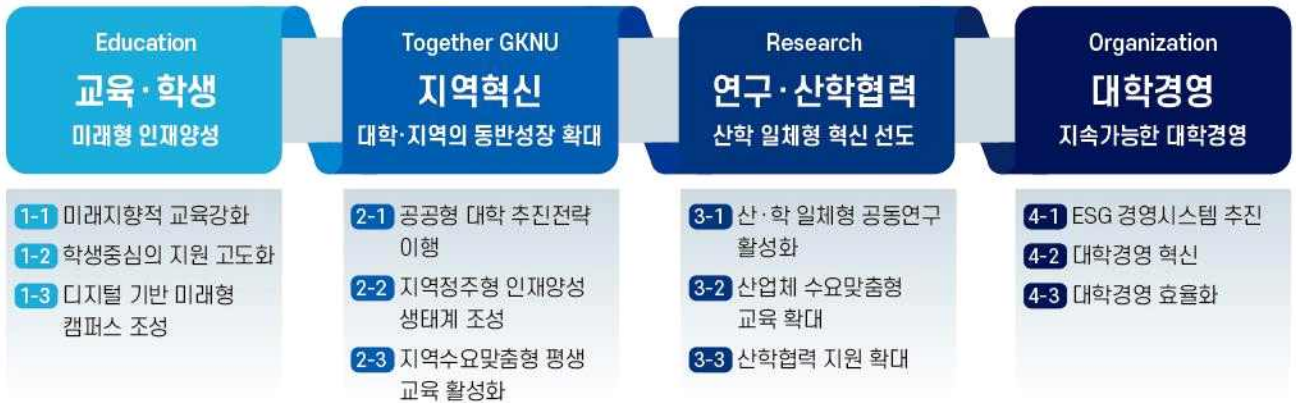 Education
교육·학생
미래형 인재양성
1-1 미래지향적 교육강화
1-2 학생중심의 지원 고도화
1-3 디지털 기반 미래형
캠퍼스 조성
Together GKNU
지역혁신
대학·지역의 동반성장 확대
2-1 공공형 대학 추진전략
이행
2-2 지역정주형 인재양성
생태계 조성
2-3 지역수요맞춤형 평생
교육 활성화
Research
연구·산학협력
산학 일체형 혁신 선도
3-1 산·학 일체형 공동연구
활성화
3-2 산업체 수요맞춤형
교육 확대
3-3 산학협력 지원 확대
Organization
대학경영
지속가능한 대학경영
4-1 ESG 경영시스템 추진
4-2 대학경영 혁신
4-3 대학경영 효율화